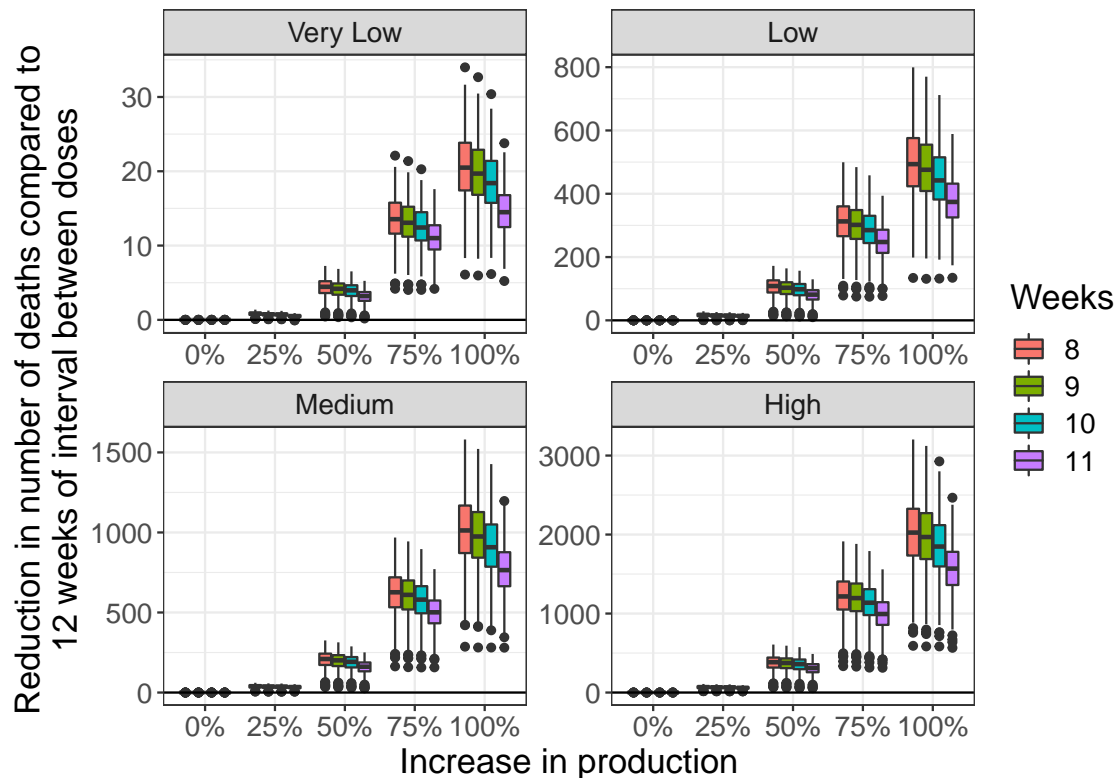 Reduction in number of deaths compared to
12 weeks of interval between doses
Very Low
30
20
10
0
0% 25% 50% 75% 100%
Low
800
600
400
200
0
0% 25% 50% 75% 100%
Medium
1500
1000
500
0
0% 25% 50% 75% 100%
High
3000
2000
1000
0
0% 25% 50% 75% 100%
Increase in production
Weeks
8
9
10
11